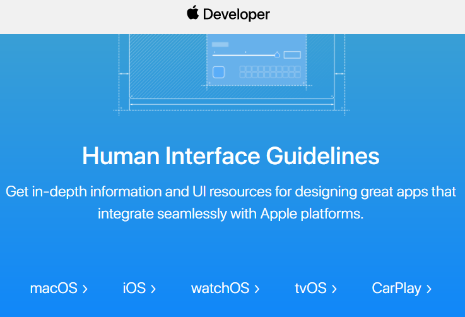 Developer
Human Interface Guidelines
Get in-depth information and UI resources for designing great apps that
integrate seamlessly with Apple platforms.
macOS > iOS > watchOS > tvOS > CarPlay >